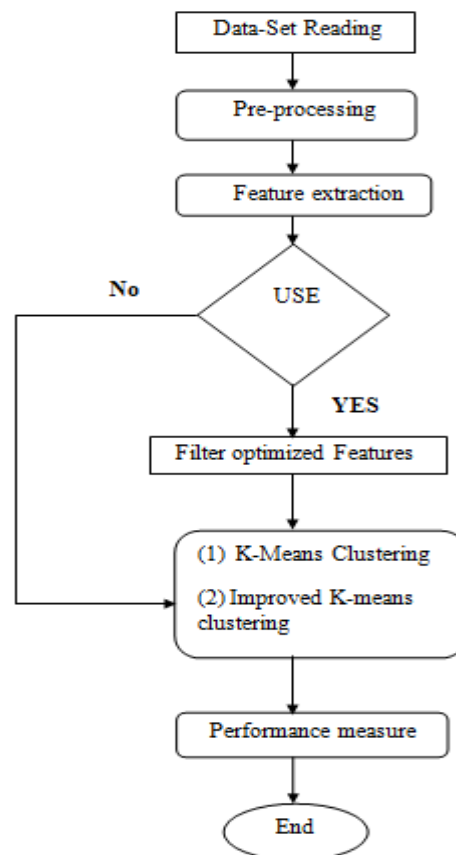 Data-Set Reading
Pre-processing
Feature extraction
No
USE
YES
Filter optimized Features
(1) K-Means Clustering
(2) Improved K-means
clustering
Performance measure
End